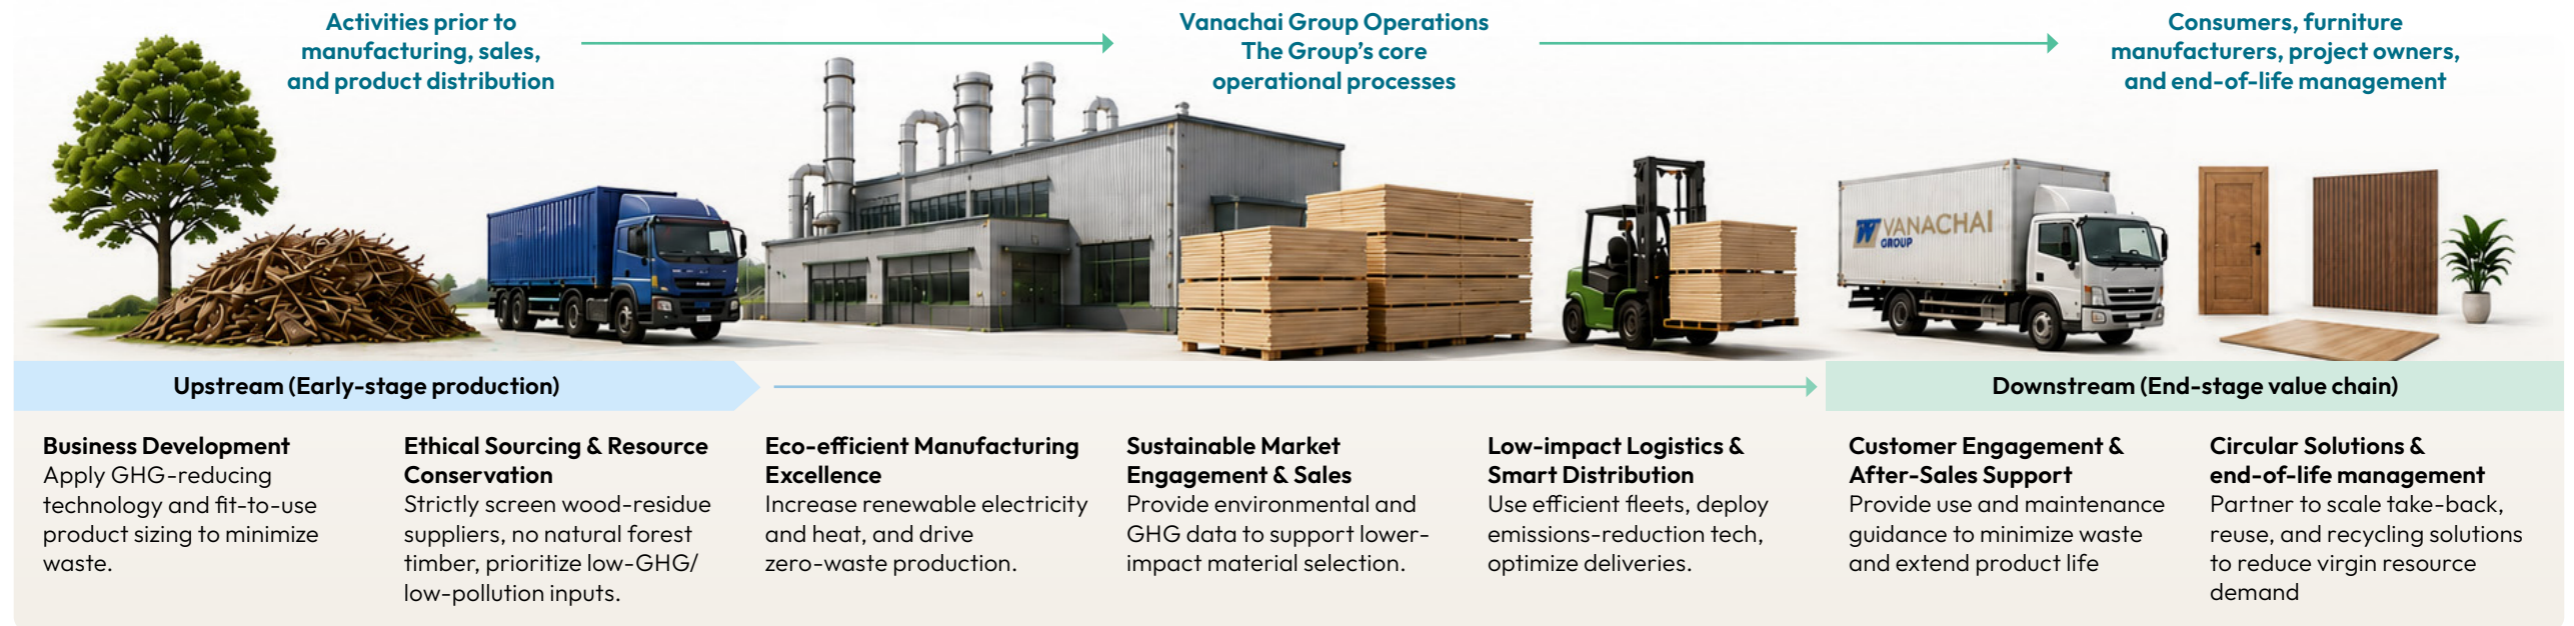 Activities prior to
manufacturing, sales,
and product distribution
Vanachai Group Operations
The Group's core
operational processes
Consumers, furniture
manufacturers, project owners,
and end-of-life management
VANACHAI
GROUP
Upstream (Early-stage production)
Downstream (End-stage value chain)
Business Development
Apply GHG-reducing
technology and fit-to-use
product sizing to minimize
waste.
Ethical Sourcing & Resource
Conservation
Strictly screen wood-residue
suppliers, no natural forest
timber, prioritize low-GHG/
low-pollution inputs.
Eco-efficient Manufacturing
Excellence
Increase renewable electricity
and heat, and drive
zero-waste production.
Sustainable Market
Engagement & Sales
Provide environmental and
GHG data to support lower-
impact material selection.
Low-impact Logistics &
Smart Distribution
Use efficient fleets, deploy
emissions-reduction tech,
optimize deliveries.
Customer Engagement &
After-Sales Support
Provide use and maintenance
guidance to minimize waste
and extend product life
Circular Solutions &
end-of-life management
Partner to scale take-back,
reuse, and recycling solutions
to reduce virgin resource
demand